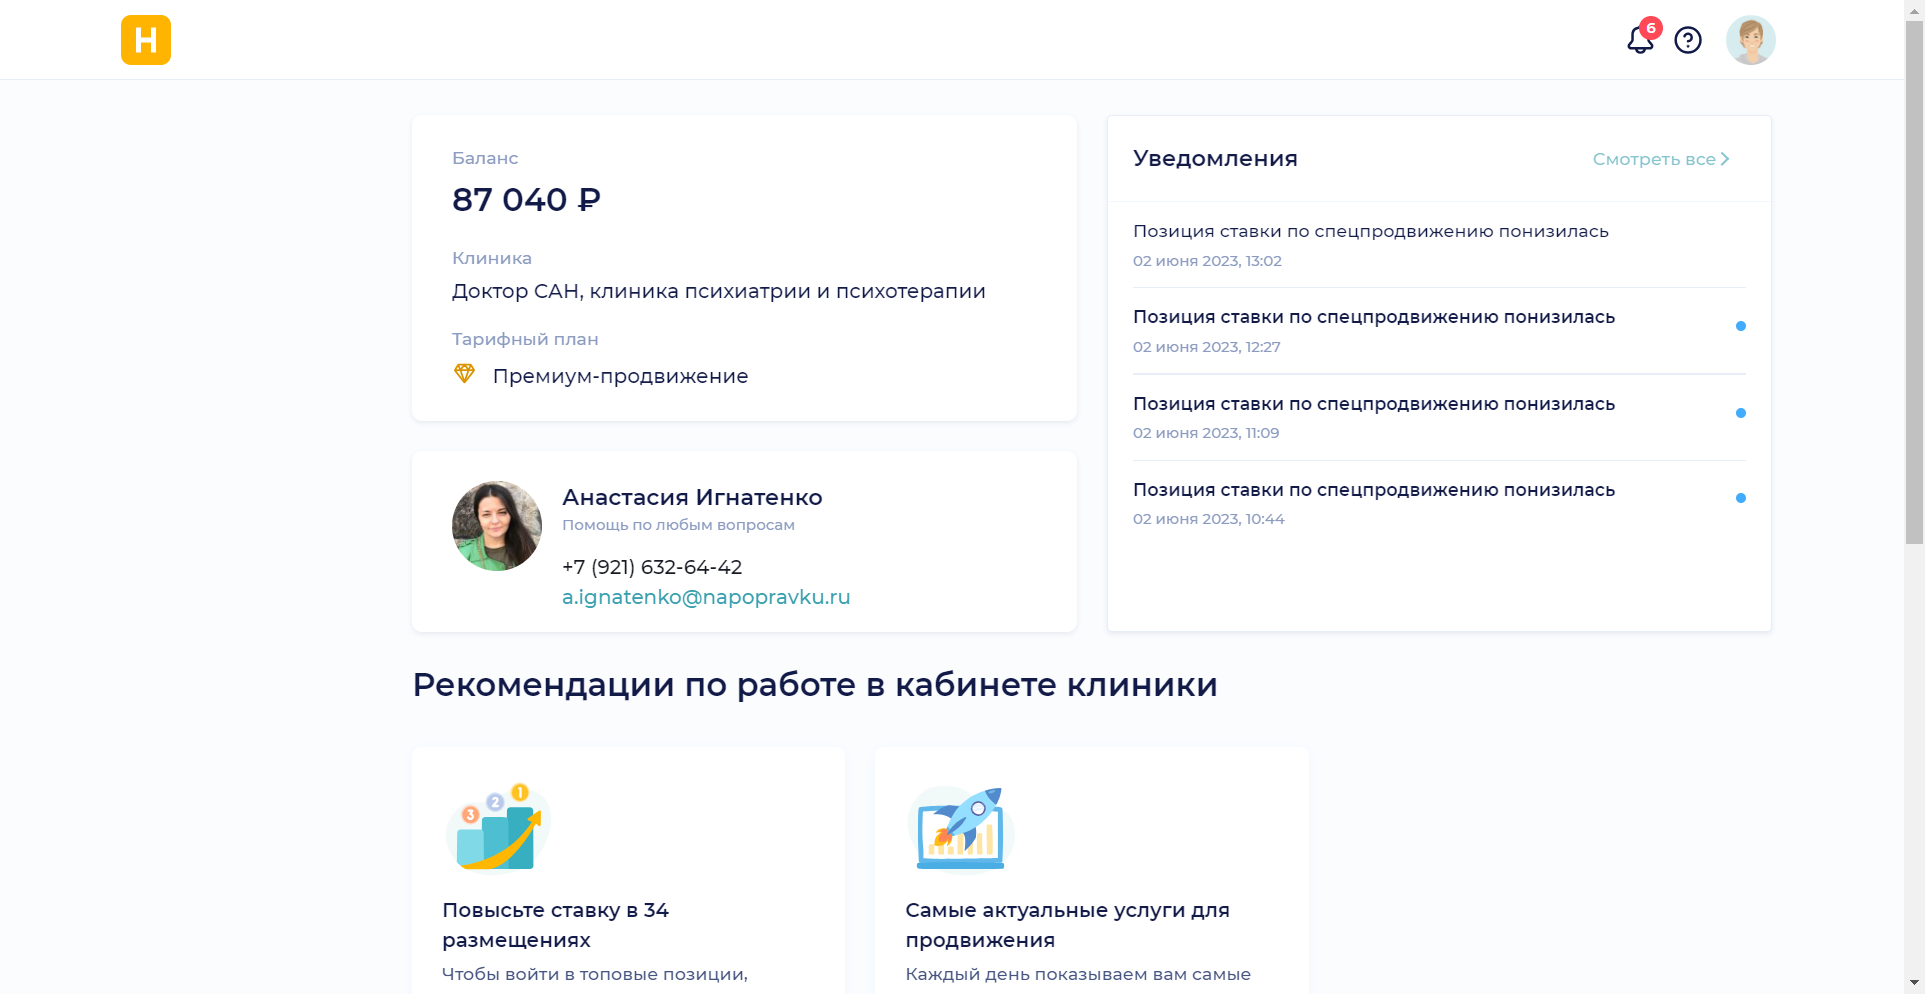 Н
6
Баланс
87 040 ₽
Клиника
Доктор САН, клиника психиатрии и психотерапии
Тарифный план
Премиум-продвижение
Уведомления
Смотреть все
Позиция ставки по спецпродвижению понизилась
02 июня 2023, 13:02
Позиция ставки по спецпродвижению понизилась
02 июня 2023, 12:27
Позиция ставки по спецпродвижению понизилась
02 июня 2023, 11:09
Позиция ставки по спецпродвижению понизилась
02 июня 2023, 10:44
Анастасия Игнатенко
Помощь по любым вопросам
+7 (921) 632-64-42
a.ignatenko@napopravku.ru
Рекомендации по работе в кабинете клиники
3 2 1
Повысьте ставку в 34
размещениях
Чтобы войти в топовые позиции,
Самые актуальные услуги для
продвижения
Каждый день показываем вам самые